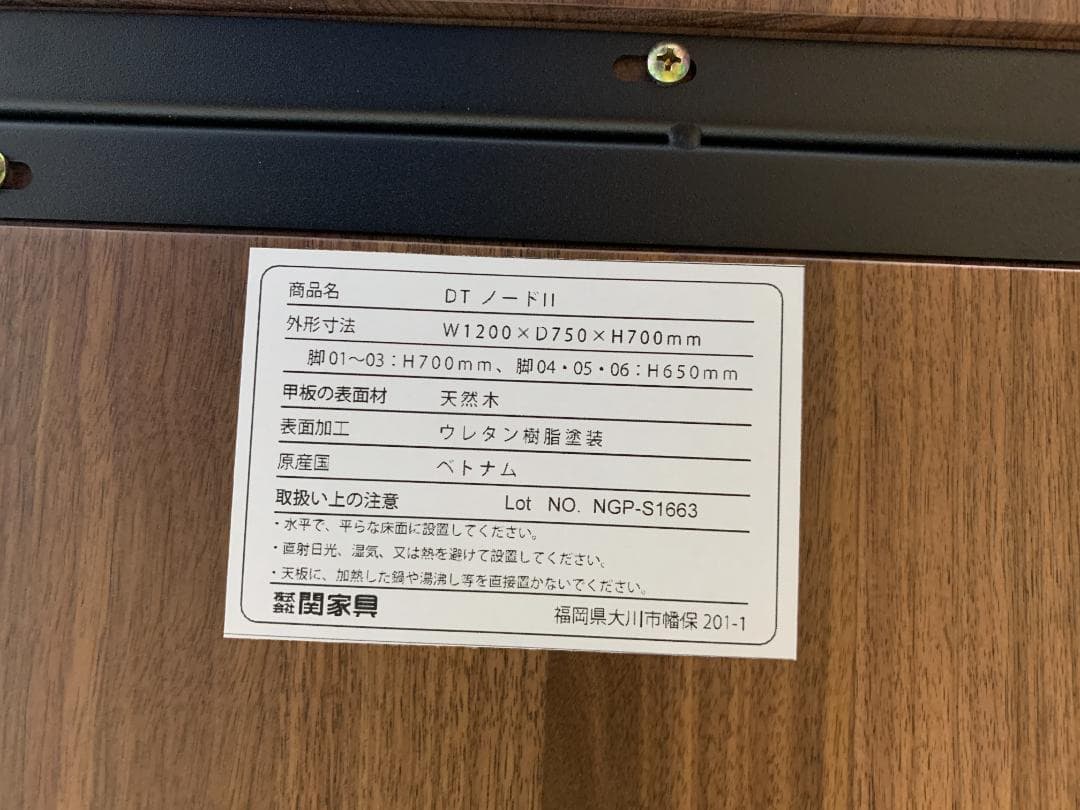 商品名 DT ノードII
外形寸法 W1200×D750×H700mm
脚01～03：H700mm、脚04・05・06：H650mm
甲板の表面材 天然木
表面加工 ウレタン樹脂塗装
原産国 ベトナム
取扱い上の注意 Lot NO. NGP-S1663
・水平で、平らな床面に設置してください。
・直射日光、湿気、又は熱を避けて設置してください。
・天板に、加熱した鍋や湯沸し等を直接置かないでください。
株式会社関家具 福岡県大川市幡保 201-1